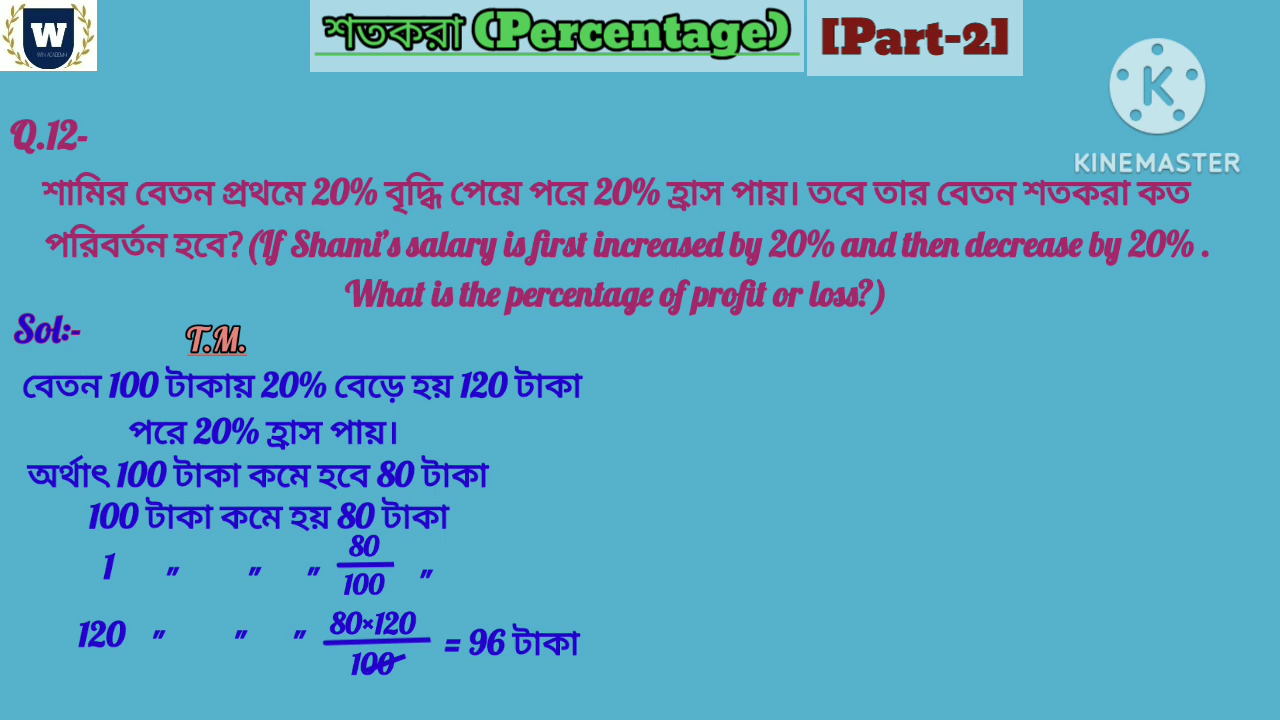 W
WIN ACADEMY
শতকরা (Percentage) [Part-2]
K
KINEMASTER
Q.12-
শামির বেতন প্রথমে 20% বৃদ্ধি পেয়ে পরে 20% হ্রাস পায়। তবে তার বেতন শতকরা কত
পরিবর্তন হবে? (If Shami's salary is first increased by 20% and then decrease by 20% .
What is the percentage of profit or loss?)
Sol:-
T.M.
বেতন 100 টাকায় 20% বেড়ে হয় 120 টাকা
পরে 20% হ্রাস পায়।
অর্থাৎ 100 টাকা কমে হবে 80 টাকা
100 টাকা কমে হয় 80 টাকা
1 " " " 80/100 "
120 " " " 80×120/100 = 96 টাকা